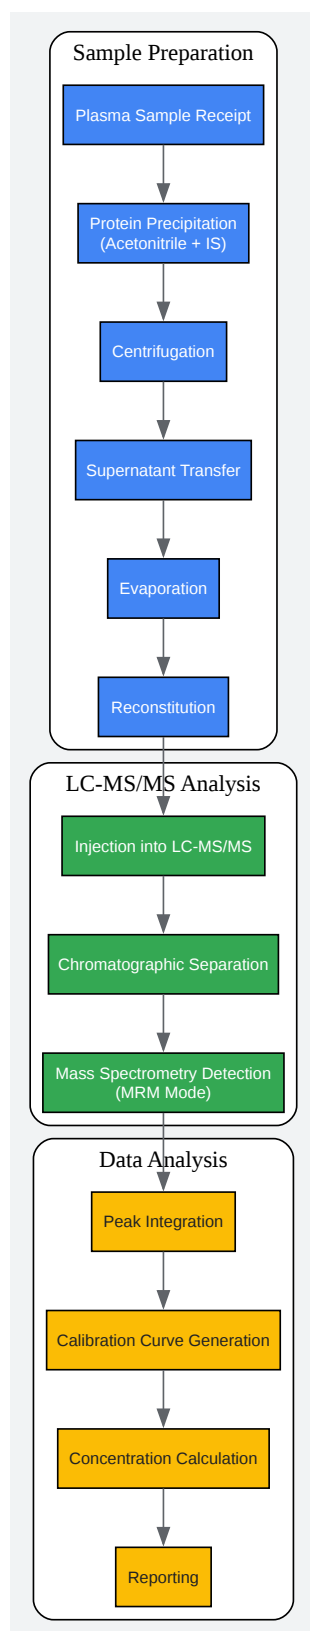 Sample Preparation
Plasma Sample Receipt
Protein Precipitation
(Acetonitrile + IS)
Centrifugation
Supernatant Transfer
Evaporation
Reconstitution
LC-MS/MS Analysis
Injection into LC-MS/MS
Chromatographic Separation
Mass Spectrometry Detection
(MRM Mode)
Data Analysis
Peak Integration
Calibration Curve Generation
Concentration Calculation
Reporting